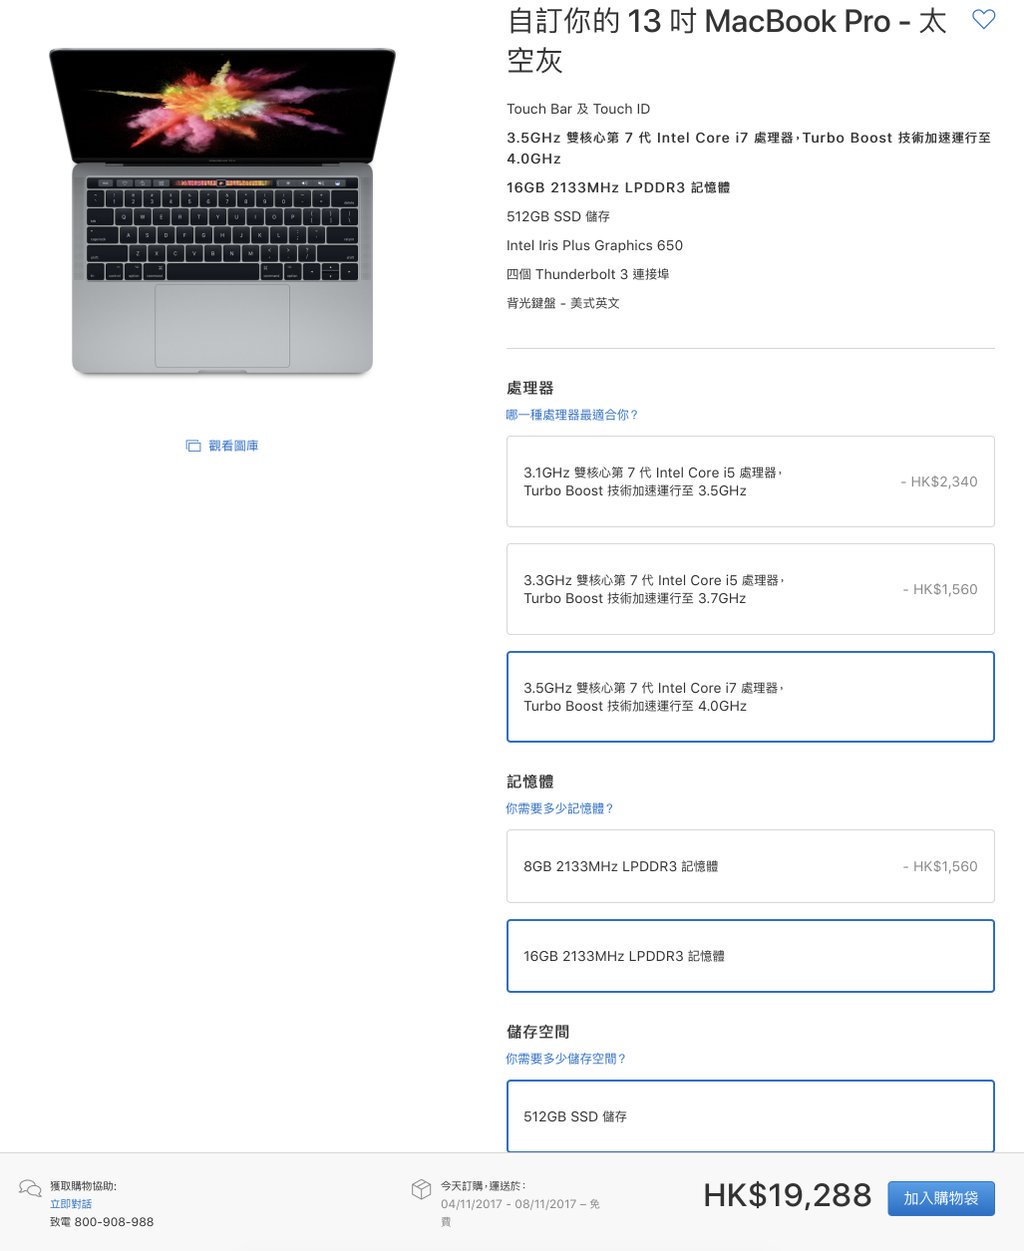 自訂你的 13 吋 MacBook Pro - 太
空灰
Touch Bar 及 Touch ID
3.5GHz 雙核心第 7 代 Intel Core i7 處理器，Turbo Boost 技術加速運行至
4.0GHz
16GB 2133MHz LPDDR3 記憶體
512GB SSD 儲存
Intel Iris Plus Graphics 650
四個 Thunderbolt 3 連接埠
背光鍵盤 - 美式英文
觀看圖庫
處理器
哪一種處理器最適合你？
3.1GHz 雙核心第 7 代 Intel Core i5 處理器，
Turbo Boost 技術加速運行至 3.5GHz
- HK$2,340
3.3GHz 雙核心第 7 代 Intel Core i5 處理器，
Turbo Boost 技術加速運行至 3.7GHz
- HK$1,560
3.5GHz 雙核心第 7 代 Intel Core i7 處理器，
Turbo Boost 技術加速運行至 4.0GHz
記憶體
你需要多少記憶體？
8GB 2133MHz LPDDR3 記憶體
- HK$1,560
16GB 2133MHz LPDDR3 記憶體
儲存空間
你需要多少儲存空間？
512GB SSD 儲存
獲取購物協助:
立即對話
致電 800-908-988
今天訂購，運送於：
04/11/2017 - 08/11/2017 – 免
費
HK$19,288
加入購物袋